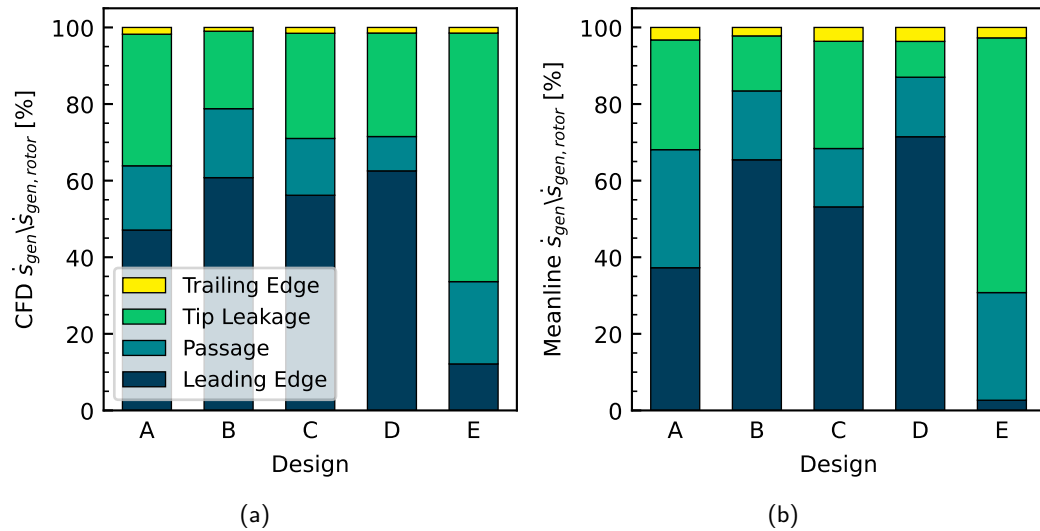 CFD ṡgen\ṡgen,rotor [%]
100
80
60
40
20
0
Trailing Edge
Tip Leakage
Passage
Leading Edge
A B C D E
Design
(a)
Meanline ṡgen\ṡgen,rotor [%]
100
80
60
40
20
0
A B C D E
Design
(b)